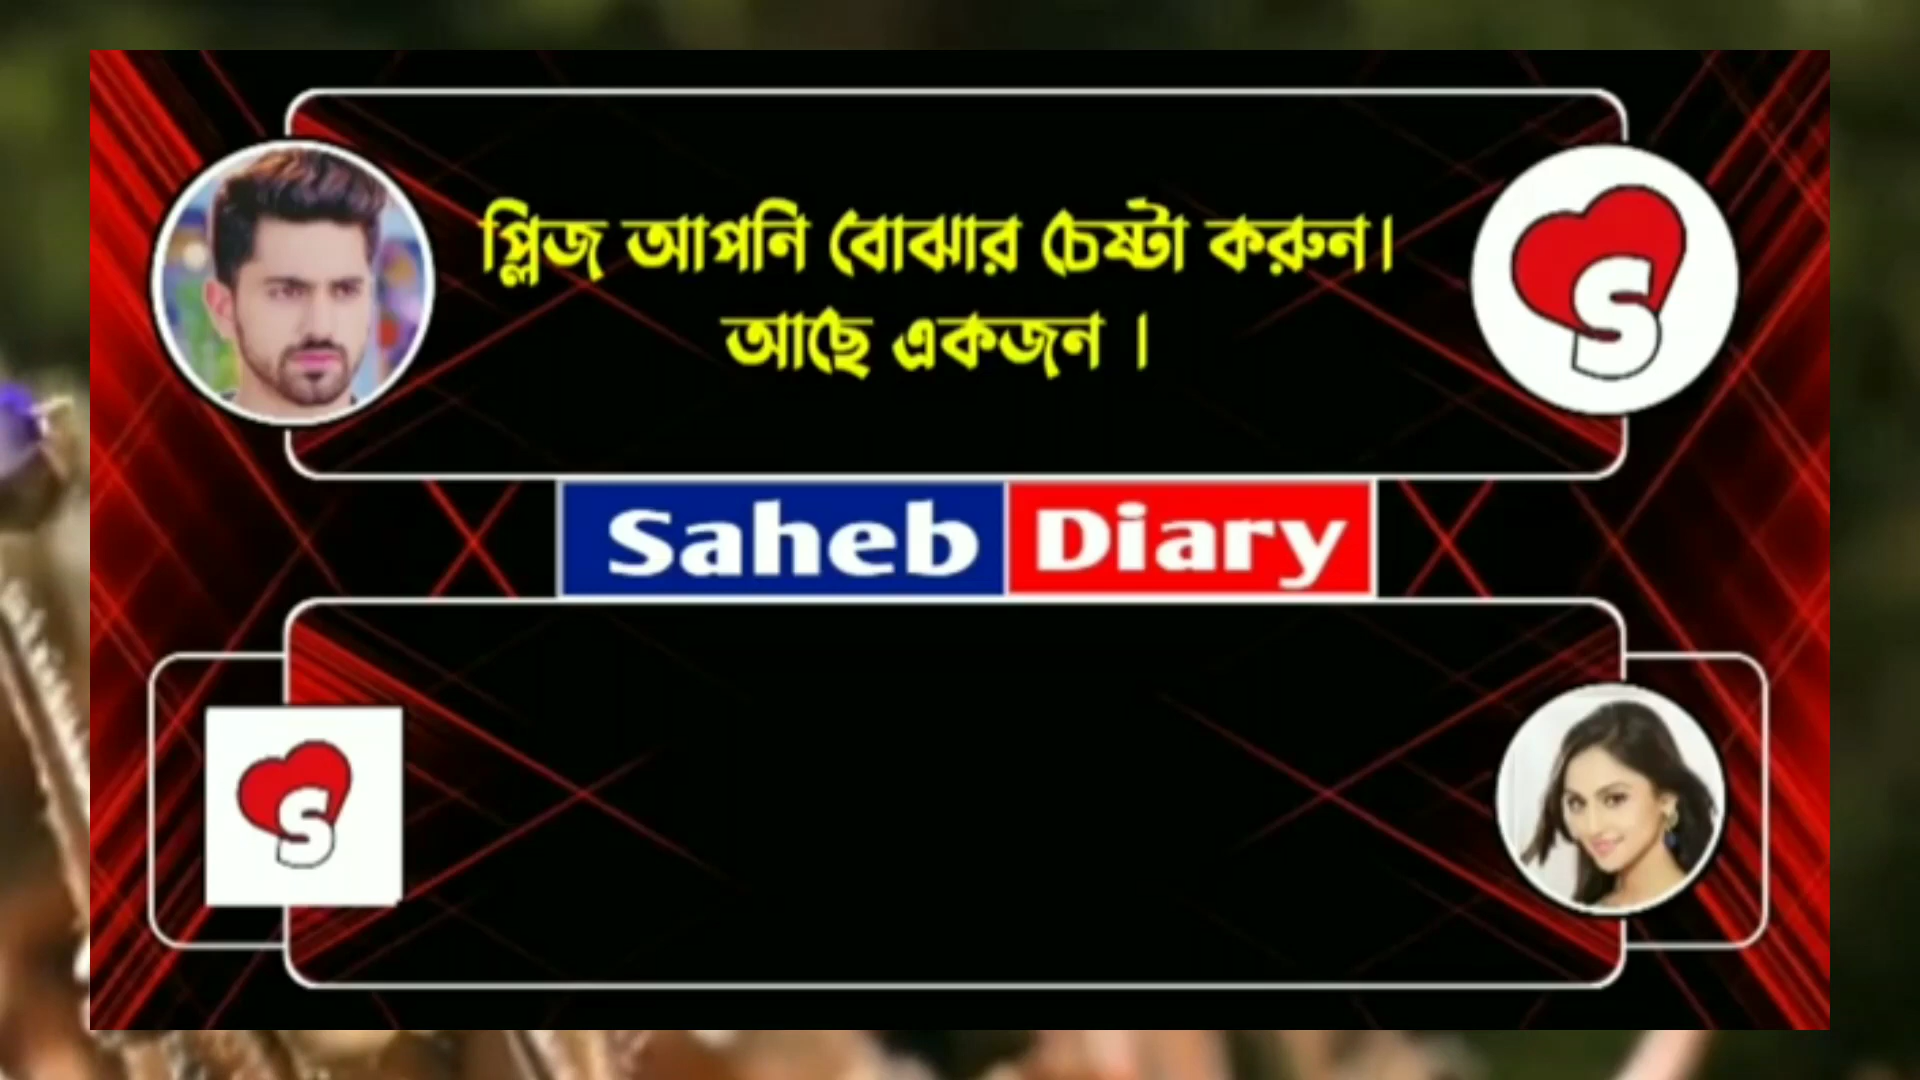 প্লিজ আপনি বোঝার চেষ্টা করুন।
আছে একজন ।
S
Saheb Diary
S